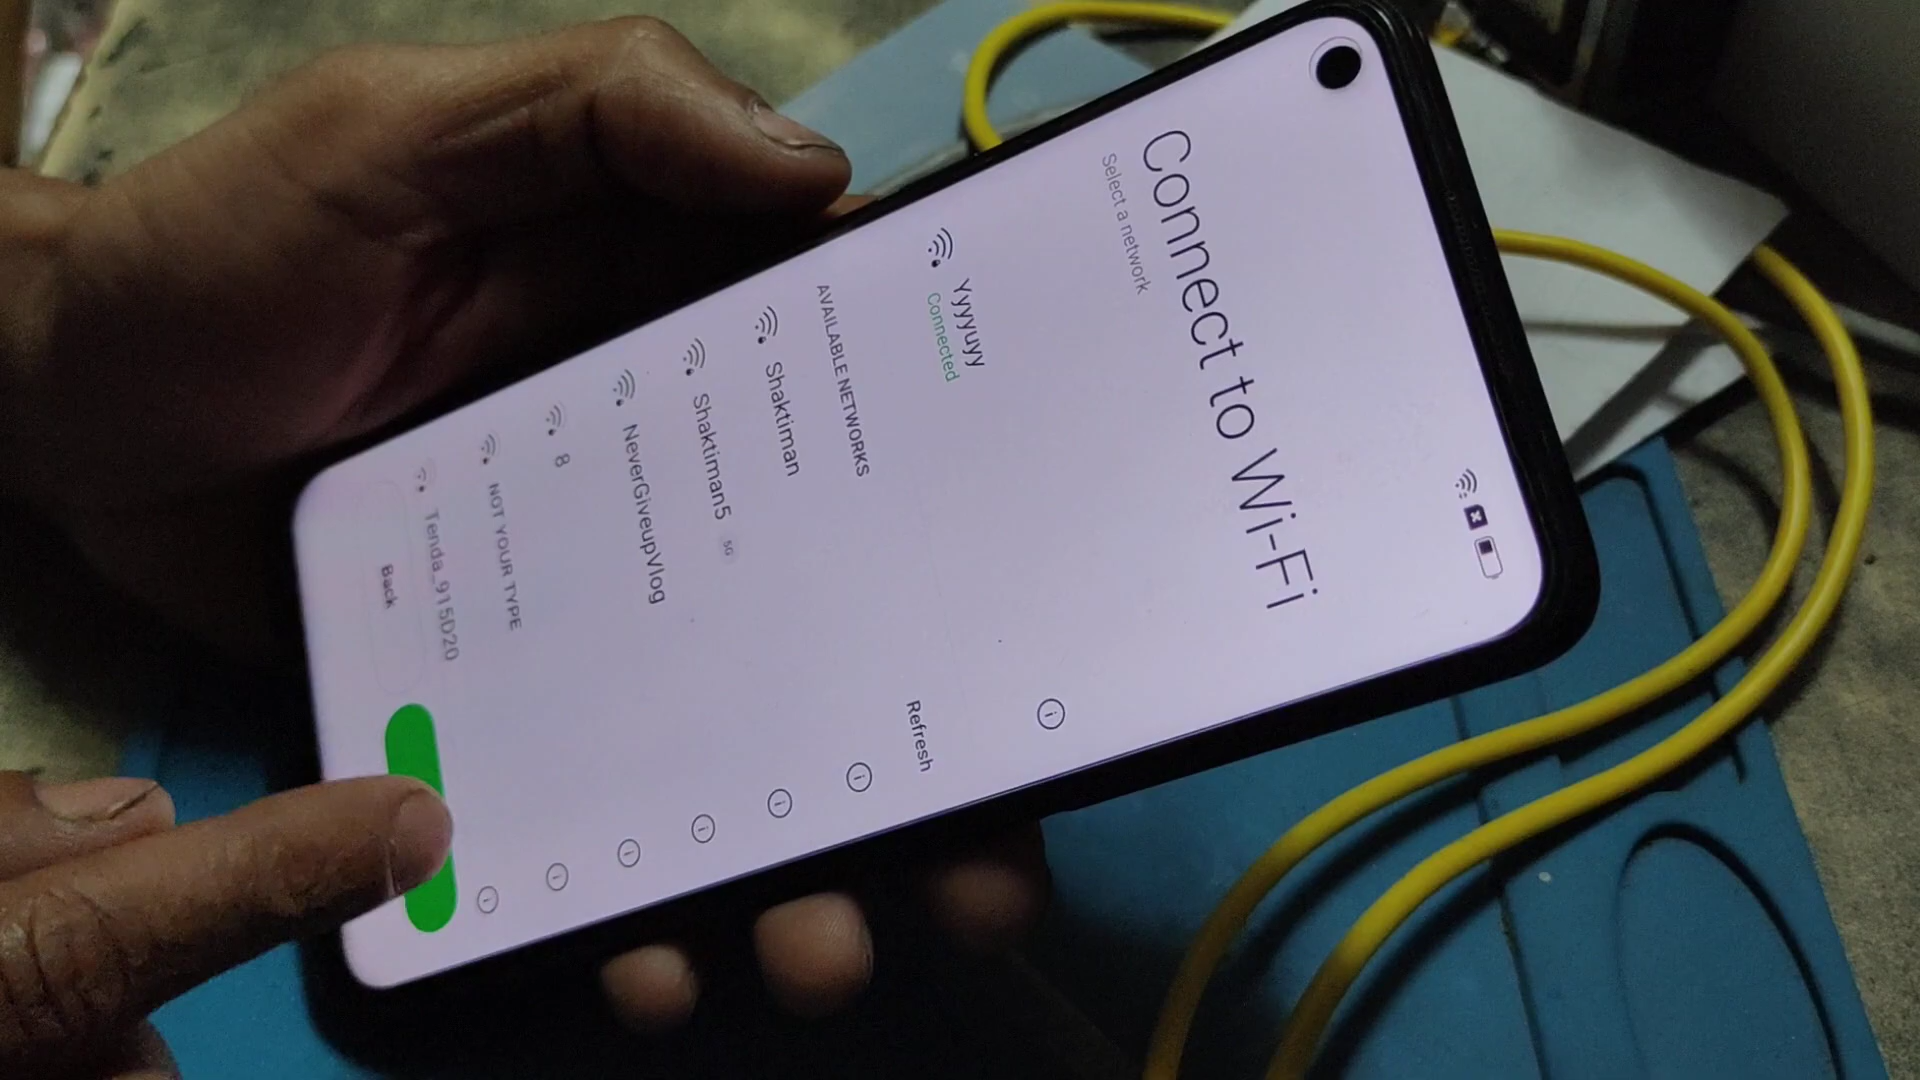 Connect to Wi-Fi
Select a network
Yyyyuyy
Connected
AVAILABLE NETWORKS
Refresh
Shaktiman
Shaktiman5 5G
NeverGiveupVlog
8
NOT YOUR TYPE
Tenda_915D20
Back